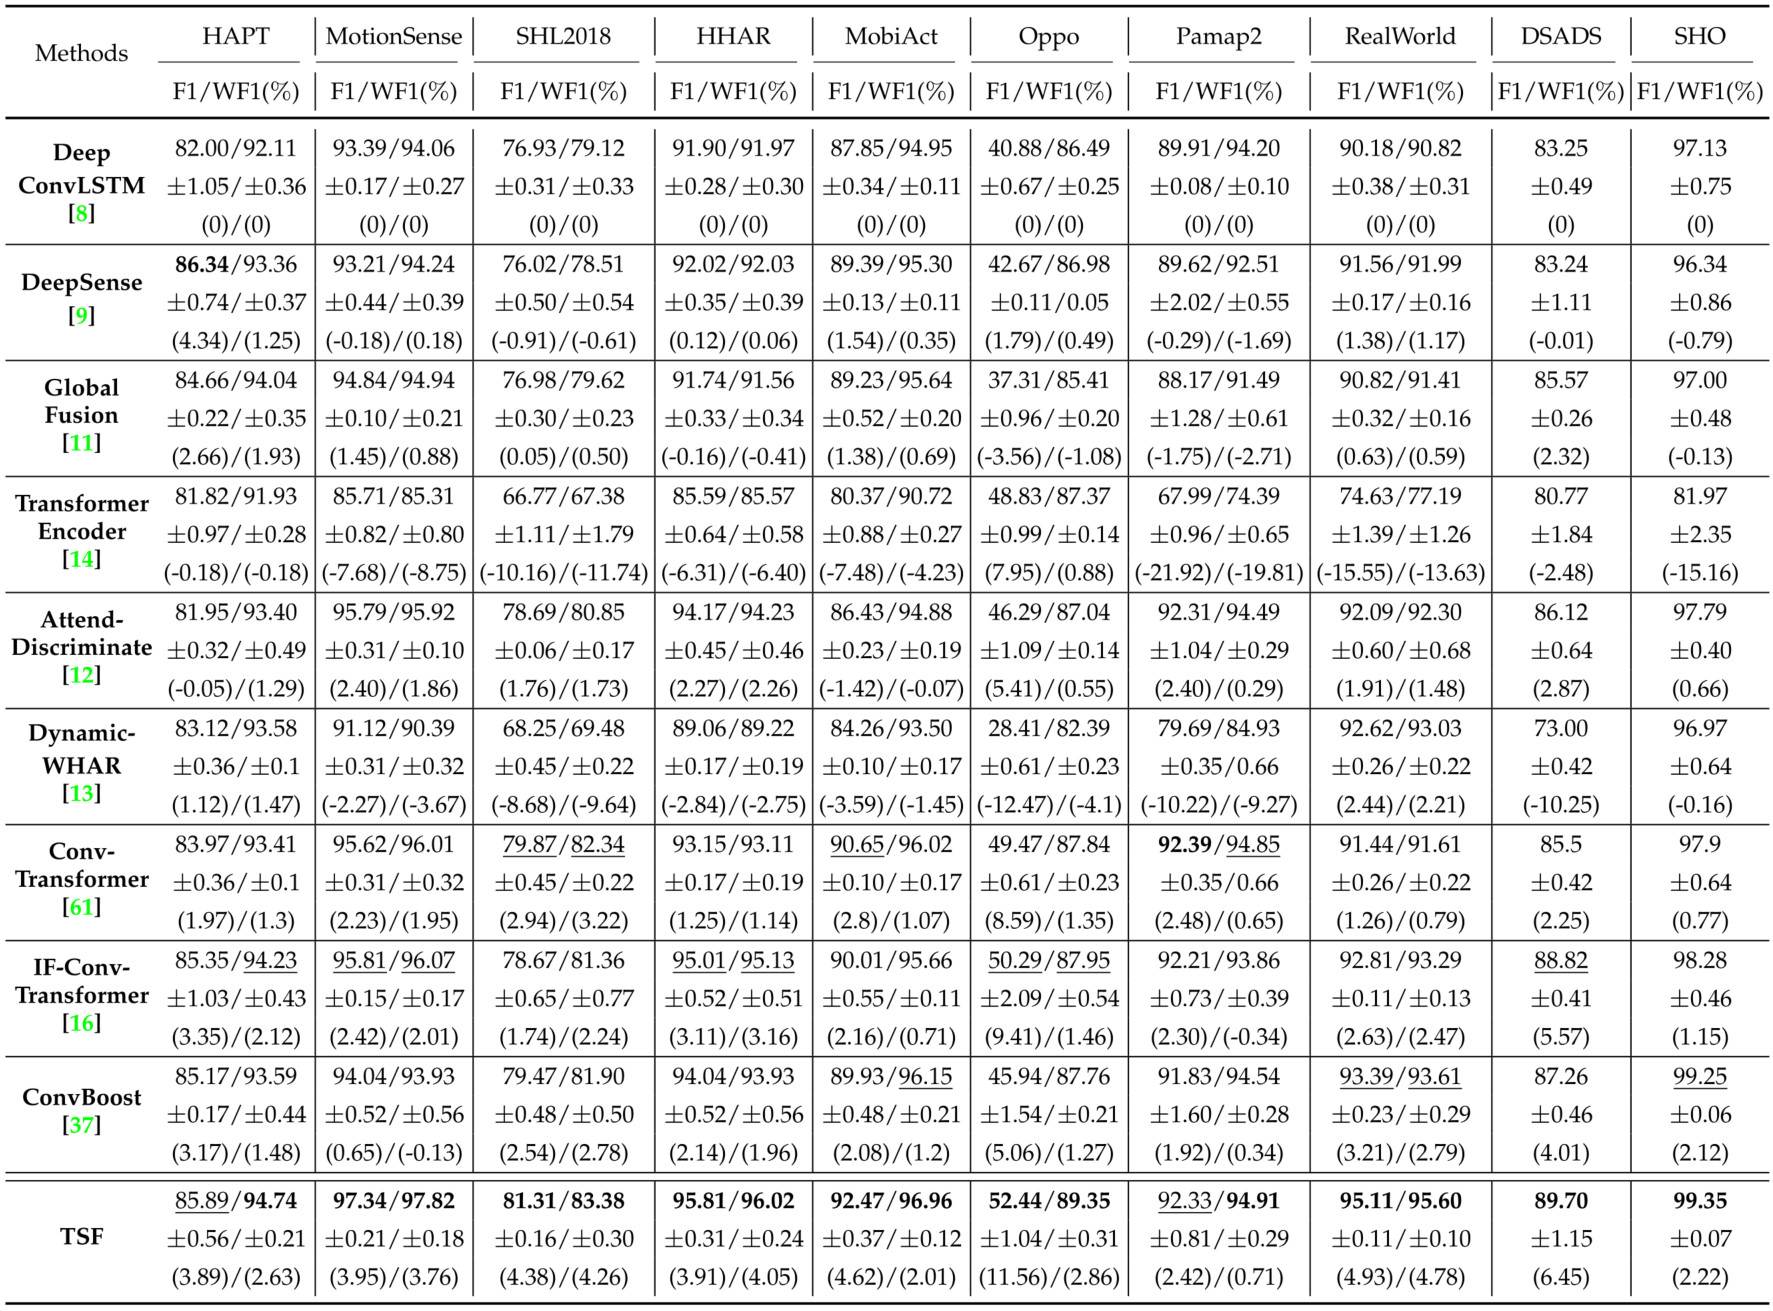 Methods HAPT MotionSense SHL2018 HHAR MobiAct Oppo Pamap2 RealWorld DSADS SHO
F1/WF1(%) F1/WF1(%) F1/WF1(%) F1/WF1(%) F1/WF1(%) F1/WF1(%) F1/WF1(%) F1/WF1(%) F1/WF1(%) F1/WF1(%)
Deep 82.00/92.11 93.39/94.06 76.93/79.12 91.90/91.97 87.85/94.95 40.88/86.49 89.91/94.20 90.18/90.82 83.25 97.13
ConvLSTM ±1.05/±0.36 ±0.17/±0.27 ±0.31/±0.33 ±0.28/±0.30 ±0.34/±0.11 ±0.67/±0.25 ±0.08/±0.10 ±0.38/±0.31 ±0.49 ±0.75
[8] (0)/(0) (0)/(0) (0)/(0) (0)/(0) (0)/(0) (0)/(0) (0)/(0) (0)/(0) (0) (0)
DeepSense 86.34/93.36 93.21/94.24 76.02/78.51 92.02/92.03 89.39/95.30 42.67/86.98 89.62/92.51 91.56/91.99 83.24 96.34
[9] ±0.74/±0.37 ±0.44/±0.39 ±0.50/±0.54 ±0.35/±0.39 ±0.13/±0.11 ±0.11/0.05 ±2.02/±0.55 ±0.17/±0.16 ±1.11 ±0.86
(4.34)/(1.25) (-0.18)/(0.18) (-0.91)/(-0.61) (0.12)/(0.06) (1.54)/(0.35) (1.79)/(0.49) (-0.29)/(-1.69) (1.38)/(1.17) (-0.01) (-0.79)
Global 84.66/94.04 94.84/94.94 76.98/79.62 91.74/91.56 89.23/95.64 37.31/85.41 88.17/91.49 90.82/91.41 85.57 97.00
Fusion ±0.22/±0.35 ±0.10/±0.21 ±0.30/±0.23 ±0.33/±0.34 ±0.52/±0.20 ±0.96/±0.20 ±1.28/±0.61 ±0.32/±0.16 ±0.26 ±0.48
[11] (2.66)/(1.93) (1.45)/(0.88) (0.05)/(0.50) (-0.16)/(-0.41) (1.38)/(0.69) (-3.56)/(-1.08) (-1.75)/(-2.71) (0.63)/(0.59) (2.32) (-0.13)
Transformer 81.82/91.93 85.71/85.31 66.77/67.38 85.59/85.57 80.37/90.72 48.83/87.37 67.99/74.39 74.63/77.19 80.77 81.97
Encoder ±0.97/±0.28 ±0.82/±0.80 ±1.11/±1.79 ±0.64/±0.58 ±0.88/±0.27 ±0.99/±0.14 ±0.96/±0.65 ±1.39/±1.26 ±1.84 ±2.35
[14] (-0.18)/(-0.18) (-7.68)/(-8.75) (-10.16)/(-11.74) (-6.31)/(-6.40) (-7.48)/(-4.23) (7.95)/(0.88) (-21.92)/(-19.81) (-15.55)/(-13.63) (-2.48) (-15.16)
Attend- 81.95/93.40 95.79/95.92 78.69/80.85 94.17/94.23 86.43/94.88 46.29/87.04 92.31/94.49 92.09/92.30 86.12 97.79
Discriminate ±0.32/±0.49 ±0.31/±0.10 ±0.06/±0.17 ±0.45/±0.46 ±0.23/±0.19 ±1.09/±0.14 ±1.04/±0.29 ±0.60/±0.68 ±0.64 ±0.40
[12] (-0.05)/(1.29) (2.40)/(1.86) (1.76)/(1.73) (2.27)/(2.26) (-1.42)/(-0.07) (5.41)/(0.55) (2.40)/(0.29) (1.91)/(1.48) (2.87) (0.66)
Dynamic- 83.12/93.58 91.12/90.39 68.25/69.48 89.06/89.22 84.26/93.50 28.41/82.39 79.69/84.93 92.62/93.03 73.00 96.97
WHAR ±0.36/±0.1 ±0.31/±0.32 ±0.45/±0.22 ±0.17/±0.19 ±0.10/±0.17 ±0.61/±0.23 ±0.35/0.66 ±0.26/±0.22 ±0.42 ±0.64
[13] (1.12)/(1.47) (-2.27)/(-3.67) (-8.68)/(-9.64) (-2.84)/(-2.75) (-3.59)/(-1.45) (-12.47)/(-4.1) (-10.22)/(-9.27) (2.44)/(2.21) (-10.25) (-0.16)
Conv- 83.97/93.41 95.62/96.01 79.87/82.34 93.15/93.11 90.65/96.02 49.47/87.84 92.39/94.85 91.44/91.61 85.5 97.9
Transformer ±0.36/±0.1 ±0.31/±0.32 ±0.45/±0.22 ±0.17/±0.19 ±0.10/±0.17 ±0.61/±0.23 ±0.35/0.66 ±0.26/±0.22 ±0.42 ±0.64
[61] (1.97)/(1.3) (2.23)/(1.95) (2.94)/(3.22) (1.25)/(1.14) (2.8)/(1.07) (8.59)/(1.35) (2.48)/(0.65) (1.26)/(0.79) (2.25) (0.77)
IF-Conv- 85.35/94.23 95.81/96.07 78.67/81.36 95.01/95.13 90.01/95.66 50.29/87.95 92.21/93.86 92.81/93.29 88.82 98.28
Transformer ±1.03/±0.43 ±0.15/±0.17 ±0.65/±0.77 ±0.52/±0.51 ±0.55/±0.11 ±2.09/±0.54 ±0.73/±0.39 ±0.11/±0.13 ±0.41 ±0.46
[16] (3.35)/(2.12) (2.42)/(2.01) (1.74)/(2.24) (3.11)/(3.16) (2.16)/(0.71) (9.41)/(1.46) (2.30)/(-0.34) (2.63)/(2.47) (5.57) (1.15)
ConvBoost 85.17/93.59 94.04/93.93 79.47/81.90 94.04/93.93 89.93/96.15 45.94/87.76 91.83/94.54 93.39/93.61 87.26 99.25
[37] ±0.17/±0.44 ±0.52/±0.56 ±0.48/±0.50 ±0.52/±0.56 ±0.48/±0.21 ±1.54/±0.21 ±1.60/±0.28 ±0.23/±0.29 ±0.46 ±0.06
(3.17)/(1.48) (0.65)/(-0.13) (2.54)/(2.78) (2.14)/(1.96) (2.08)/(1.2) (5.06)/(1.27) (1.92)/(0.34) (3.21)/(2.79) (4.01) (2.12)
85.89/94.74 97.34/97.82 81.31/83.38 95.81/96.02 92.47/96.96 52.44/89.35 92.33/94.91 95.11/95.60 89.70 99.35
TSF ±0.56/±0.21 ±0.21/±0.18 ±0.16/±0.30 ±0.31/±0.24 ±0.37/±0.12 ±1.04/±0.31 ±0.81/±0.29 ±0.11/±0.10 ±1.15 ±0.07
(3.89)/(2.63) (3.95)/(3.76) (4.38)/(4.26) (3.91)/(4.05) (4.62)/(2.01) (11.56)/(2.86) (2.42)/(0.71) (4.93)/(4.78) (6.45) (2.22)